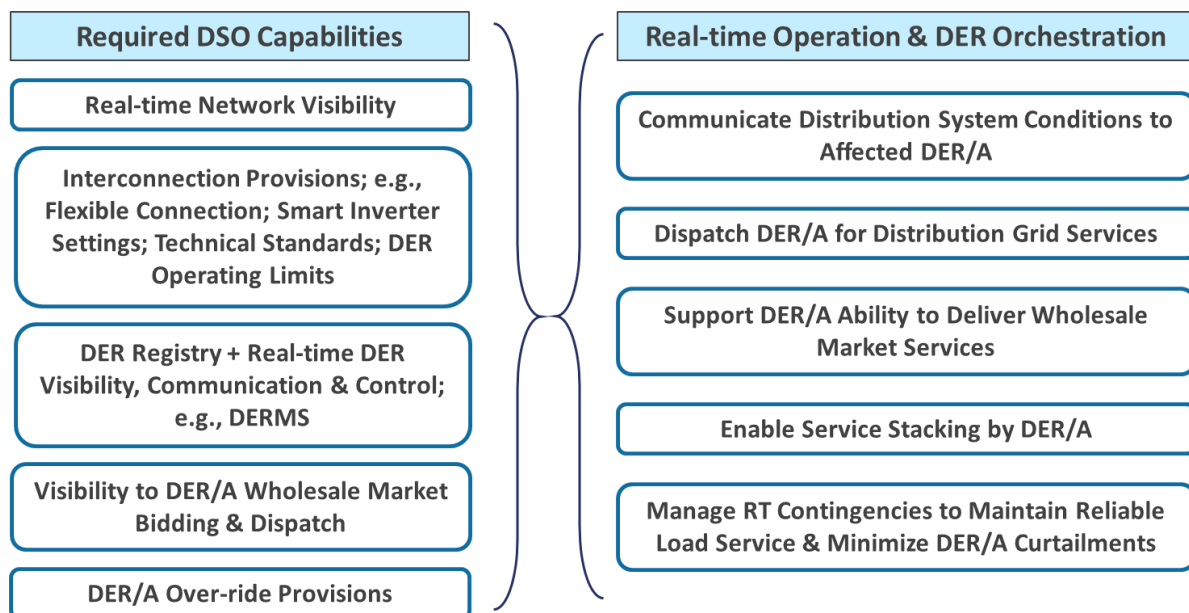 Required DSO Capabilities
Real-time Network Visibility
Interconnection Provisions; e.g.,
Flexible Connection; Smart Inverter
Settings; Technical Standards; DER
Operating Limits
DER Registry + Real-time DER
Visibility, Communication & Control;
e.g., DERMS
Visibility to DER/A Wholesale Market
Bidding & Dispatch
DER/A Over-ride Provisions
Real-time Operation & DER Orchestration
Communicate Distribution System Conditions to
Affected DER/A
Dispatch DER/A for Distribution Grid Services
Support DER/A Ability to Deliver Wholesale
Market Services
Enable Service Stacking by DER/A
Manage RT Contingencies to Maintain Reliable
Load Service & Minimize DER/A Curtailments